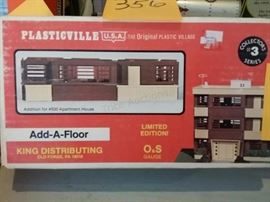 356
PLASTICVILLE U.S.A. THE Original PLASTIC VILLAGE
COLLECTOR'S
#3
SERIES
Addition for #500 Apartment House
Add-A-Floor
LIMITED
EDITION!
KING DISTRIBUTING
OLD FORGE, PA 18518
O&S
GAUGE